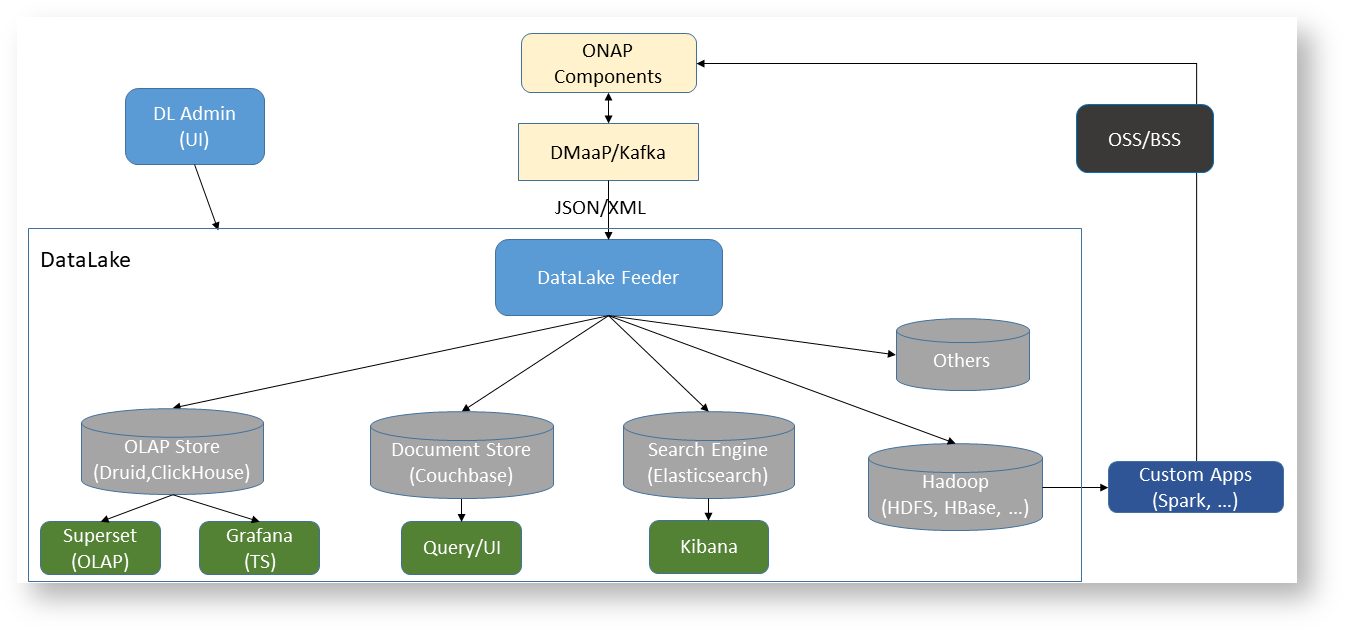 ONAP
Components
DL Admin
(UI)
OSS/BSS
DMaaP/Kafka
JSON/XML
DataLake
DataLake Feeder
Others
OLAP Store
(Druid,ClickHouse)
Document Store
(Couchbase)
Search Engine
(Elasticsearch)
Hadoop
(HDFS, HBase, ...)
Custom Apps
(Spark, ...)
Superset
(OLAP)
Grafana
(TS)
Query/UI
Kibana